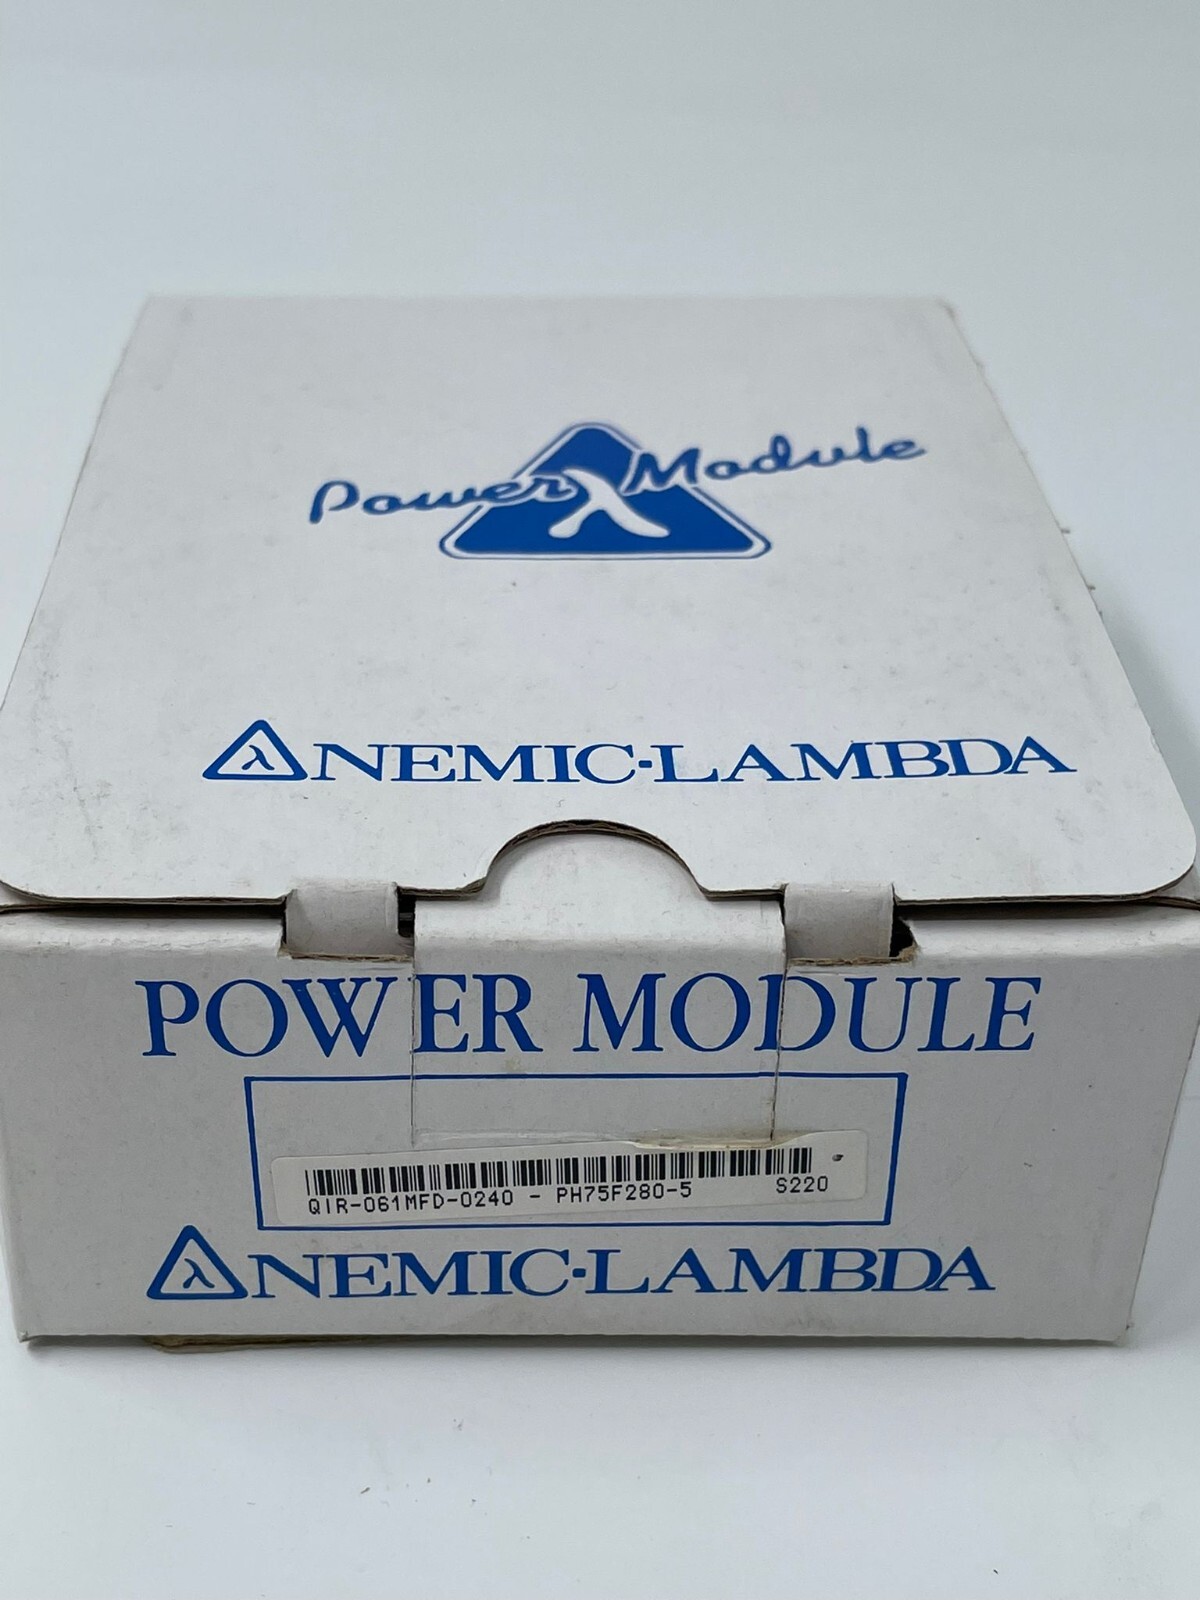 Power λ Module
λ NEMIC-LAMBDA
POWER MODULE
QIR-061MFD-0240 - PH75F280-5 S220
λ NEMIC-LAMBDA